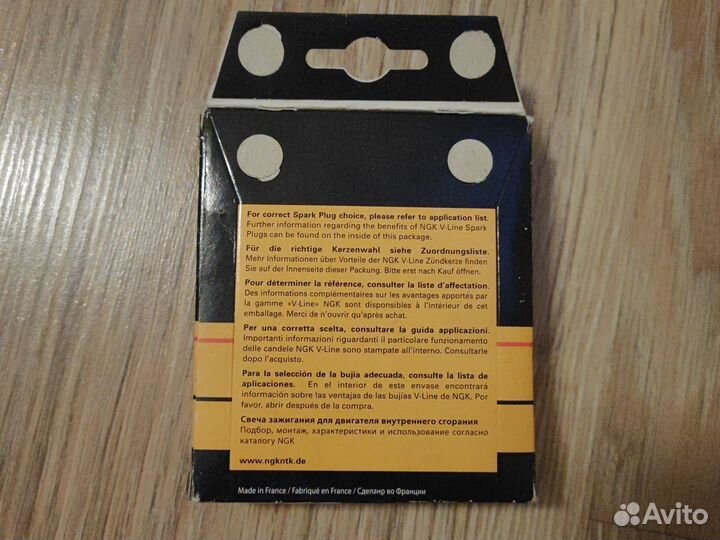 For correct Spark Plug choice, please refer to application list.
Further information regarding the benefits of NGK V-Line Spark
Plugs can be found on the inside of this package.
Für die richtige Kerzenwahl siehe Zuordnungsliste.
Mehr Informationen über Vorteile der NGK V-Line Zündkerze finden
Sie auf der Innenseite dieser Packung. Bitte erst nach Kauf öffnen.
Pour déterminer la référence, consulter la liste d'affectation.
Des informations complémentaires sur les avantages apportés par
la gamme «V-Line» NGK sont disponibles à l'intérieur de cet
emballage. Merci de n'ouvrir qu'après achat.
Per una corretta scelta, consultare la guida applicazioni.
Importanti informazioni riguardanti il particolare funzionamento
delle candele NGK V-Line sono stampate all'interno. Consultarle
dopo l'acquisto.
Para la selección de la bujía adecuada, consulte la lista de
aplicaciones. En el interior de este envase encontrará
información sobre las ventajas de las bujías V-Line de NGK. Por
favor, abrir después de la compra.
Свеча зажигания для двигателя внутреннего сгорания
Подбор, монтаж, характеристики и использование согласно
каталогу NGK
www.ngkntk.de
Made in France / Fabriqué en France / Сделано во Франции
Avito